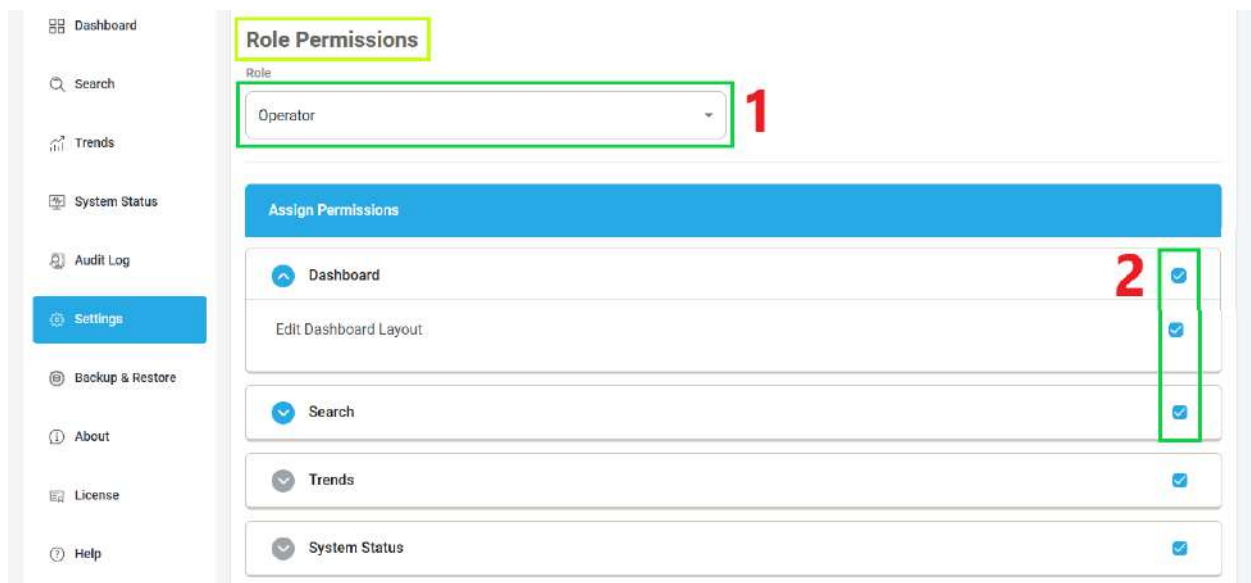 Dashboard
Search
Trends
System Status
Audit Log
Settings
Backup & Restore
About
License
Help
Role Permissions
Role
Operator
1
Assign Permissions
Dashboard
2
Edit Dashboard Layout
Search
Trends
System Status